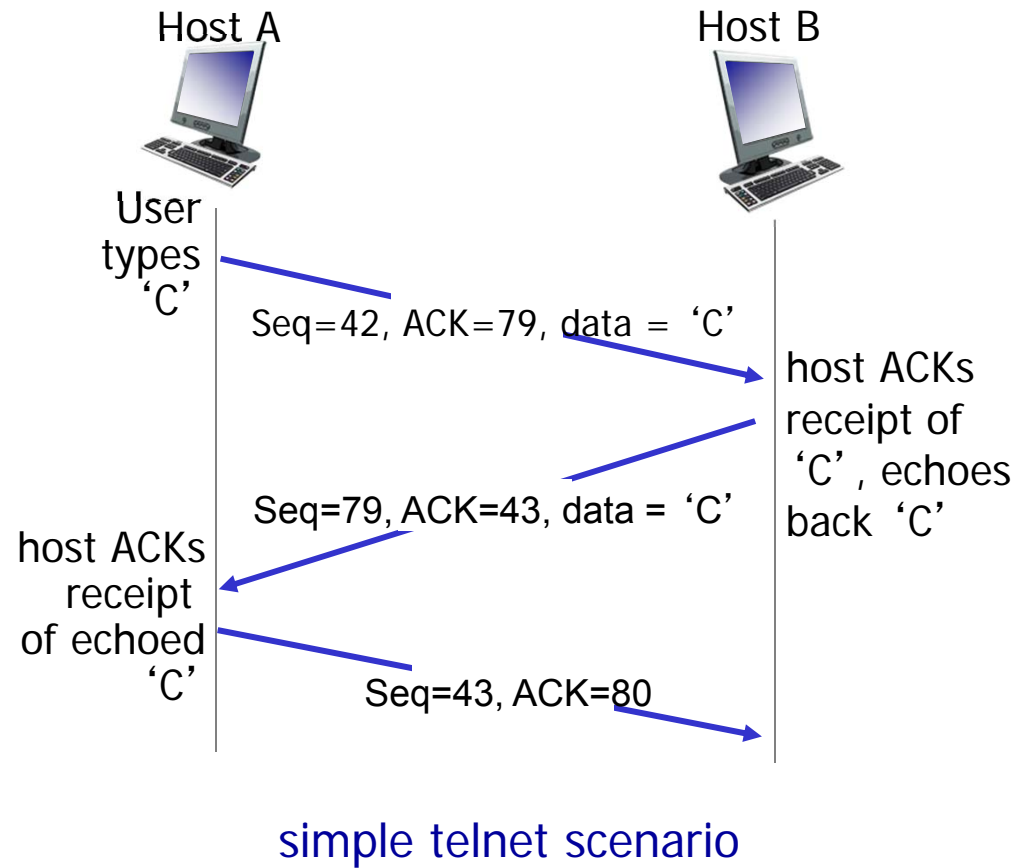 Host A
Host B
User
types
‘C’
Seq=42, ACK=79, data = ‘C’
host ACKs
receipt of
‘C’, echoes
back ‘C’
Seq=79, ACK=43, data = ‘C’
host ACKs
receipt
of echoed
‘C’
Seq=43, ACK=80
simple telnet scenario